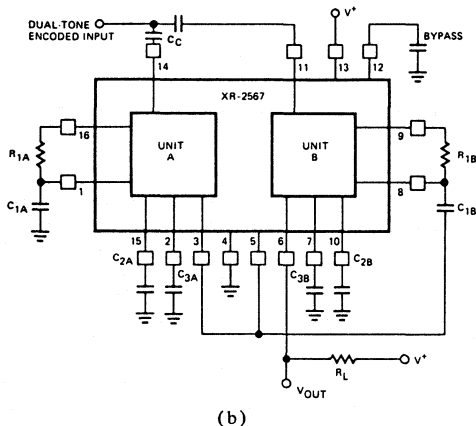 DUAL-TONE
ENCODED INPUT
C_C
V⁺
BYPASS
14
11
13
12
XR-2567
16
UNIT
A
UNIT
B
9
R_1A
R_1B
1
8
C_1A
C_1B
15
2
3
4
5
6
7
10
C_2A
C_3A
C_3B
C_2B
R_L
V⁺
V_OUT
(b)